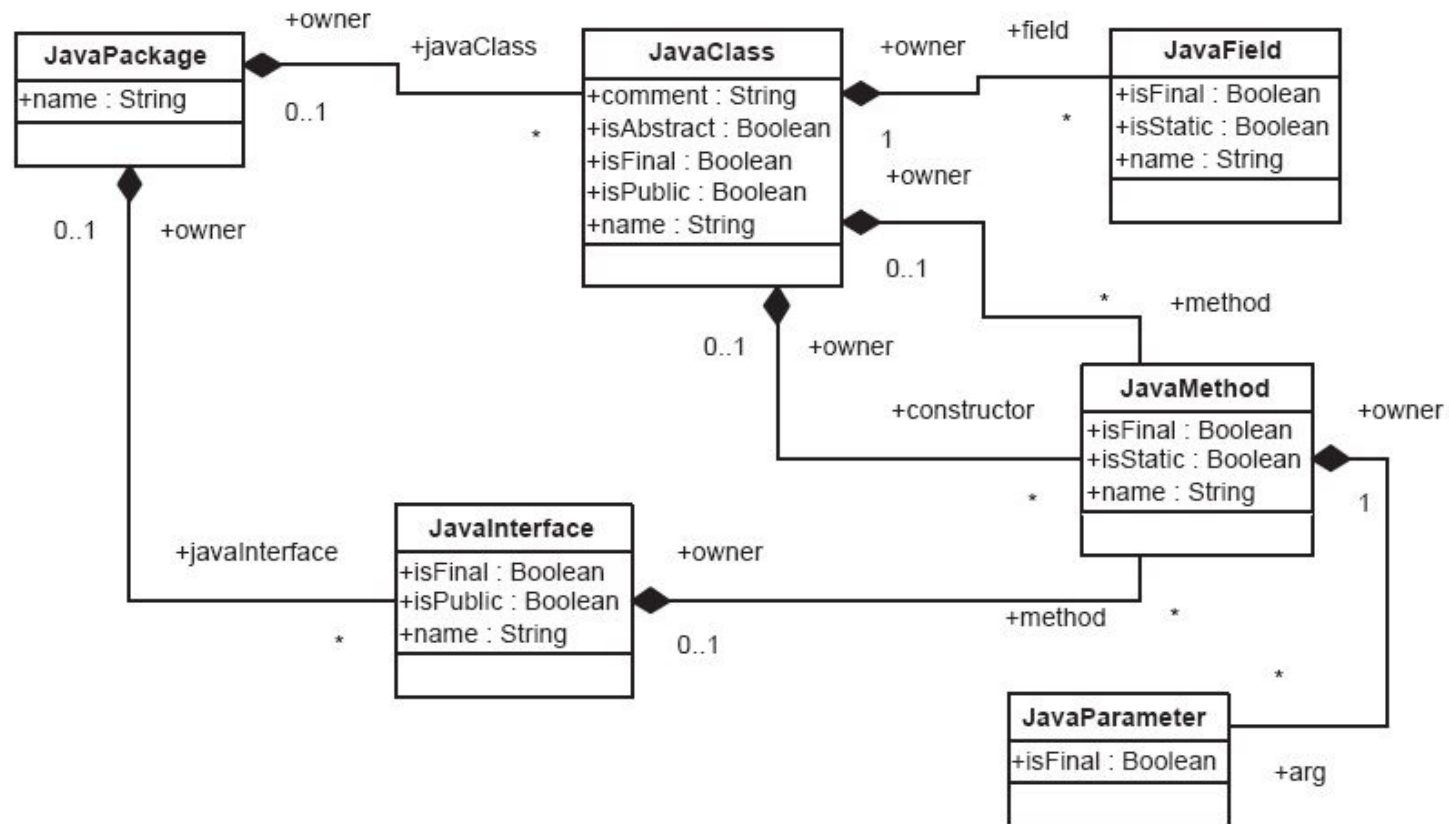 +owner
JavaPackage
+name : String
0..1
+javaClass
*
JavaClass
+comment : String
+isAbstract : Boolean
+isFinal : Boolean
+isPublic : Boolean
+name : String
+owner
1
+field
*
JavaField
+isFinal : Boolean
+isStatic : Boolean
+name : String
+owner
0..1
*
+method
0..1
+owner
0..1
+owner
+constructor
*
JavaMethod
+isFinal : Boolean
+isStatic : Boolean
+name : String
+owner
1
+javaInterface
*
JavaInterface
+isFinal : Boolean
+isPublic : Boolean
+name : String
+owner
0..1
+method
*
*
+arg
JavaParameter
+isFinal : Boolean